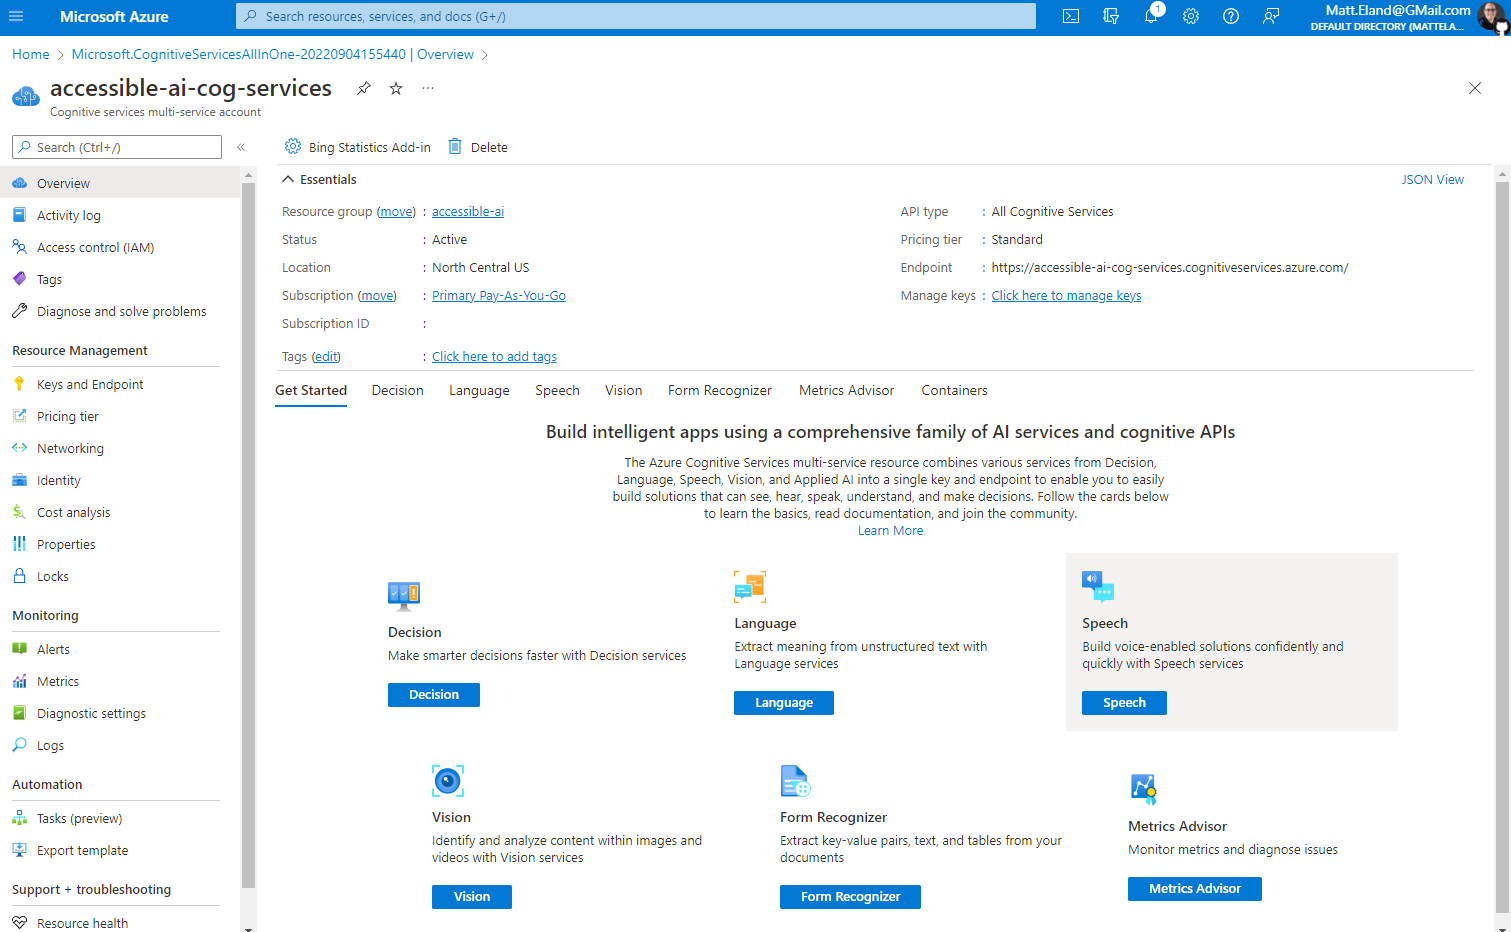 Microsoft Azure
Search resources, services, and docs (G+/)
1
Matt.Eland@GMail.com
DEFAULT DIRECTORY (MATTELA...
Home > Microsoft.CognitiveServicesAllInOne-20220904155440 | Overview >
accessible-ai-cog-services
...
Cognitive services multi-service account
Search (Ctrl+/)
«
Overview
Activity log
Access control (IAM)
Tags
Diagnose and solve problems
Resource Management
Keys and Endpoint
Pricing tier
Networking
Identity
Cost analysis
Properties
Locks
Monitoring
Alerts
Metrics
Diagnostic settings
Logs
Automation
Tasks (preview)
Export template
Support + troubleshooting
Resource health
Bing Statistics Add-in
Delete
Essentials
JSON View
Resource group (move) : accessible-ai
Status : Active
Location : North Central US
Subscription (move) : Primary Pay-As-You-Go
Subscription ID :
Tags (edit) : Click here to add tags
API type : All Cognitive Services
Pricing tier : Standard
Endpoint : https://accessible-ai-cog-services.cognitiveservices.azure.com/
Manage keys : Click here to manage keys
Get Started Decision Language Speech Vision Form Recognizer Metrics Advisor Containers
Build intelligent apps using a comprehensive family of AI services and cognitive APIs
The Azure Cognitive Services multi-service resource combines various services from Decision,
Language, Speech, Vision, and Applied AI into a single key and endpoint to enable you to easily
build solutions that can see, hear, speak, understand, and make decisions. Follow the cards below
to learn the basics, read documentation, and join the community.
Learn More
Decision
Make smarter decisions faster with Decision services
Decision
Language
Extract meaning from unstructured text with
Language services
Language
Speech
Build voice-enabled solutions confidently and
quickly with Speech services
Speech
Vision
Identify and analyze content within images and
videos with Vision services
Vision
Form Recognizer
Extract key-value pairs, text, and tables from your
documents
Form Recognizer
Metrics Advisor
Monitor metrics and diagnose issues
Metrics Advisor